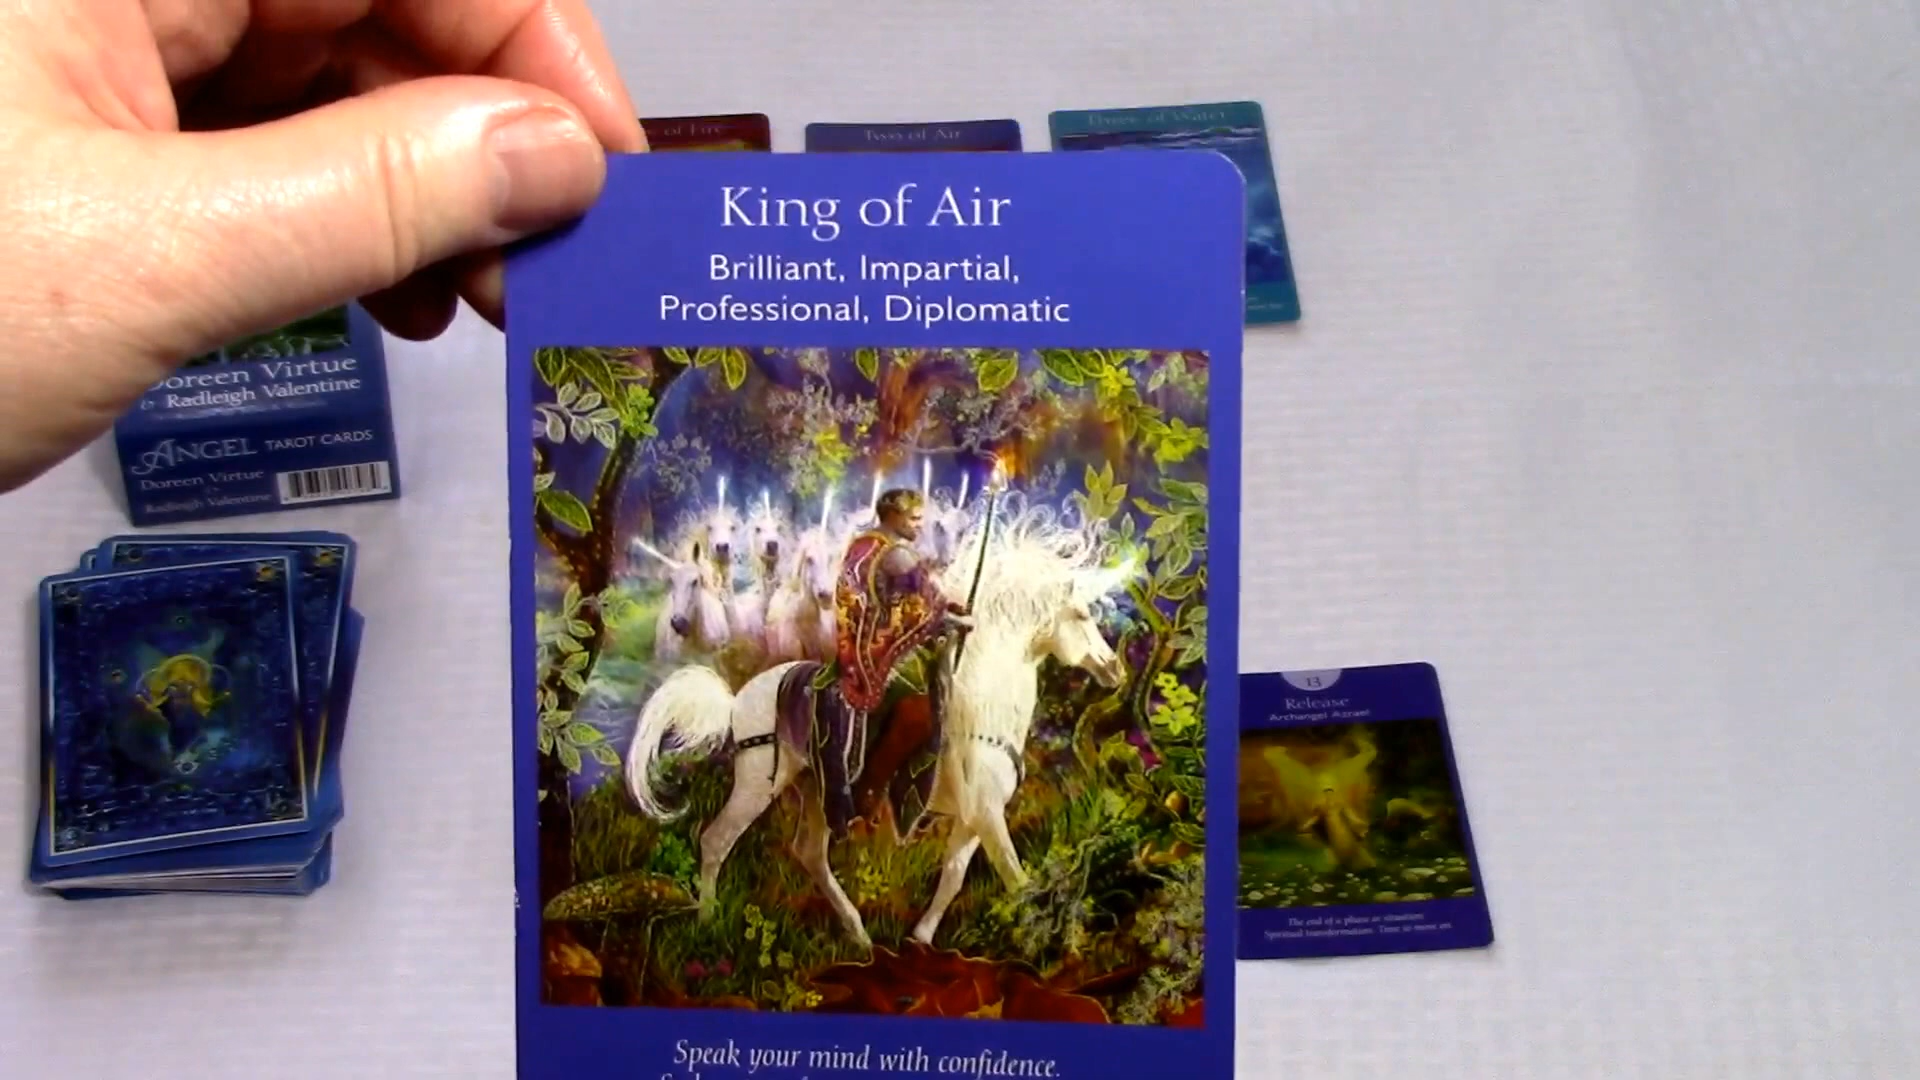 of Fire
Two of Air
Three of Water
King of Air
Brilliant, Impartial,
Professional, Diplomatic
Doreen Virtue
& Radleigh Valentine
ANGEL TAROT CARDS
Doreen Virtue
&
Radleigh Valentine
13
Release
Archangel Azrael
The end of a phase or situation.
Spiritual transformation. Time to move on.
Speak your mind with confidence.